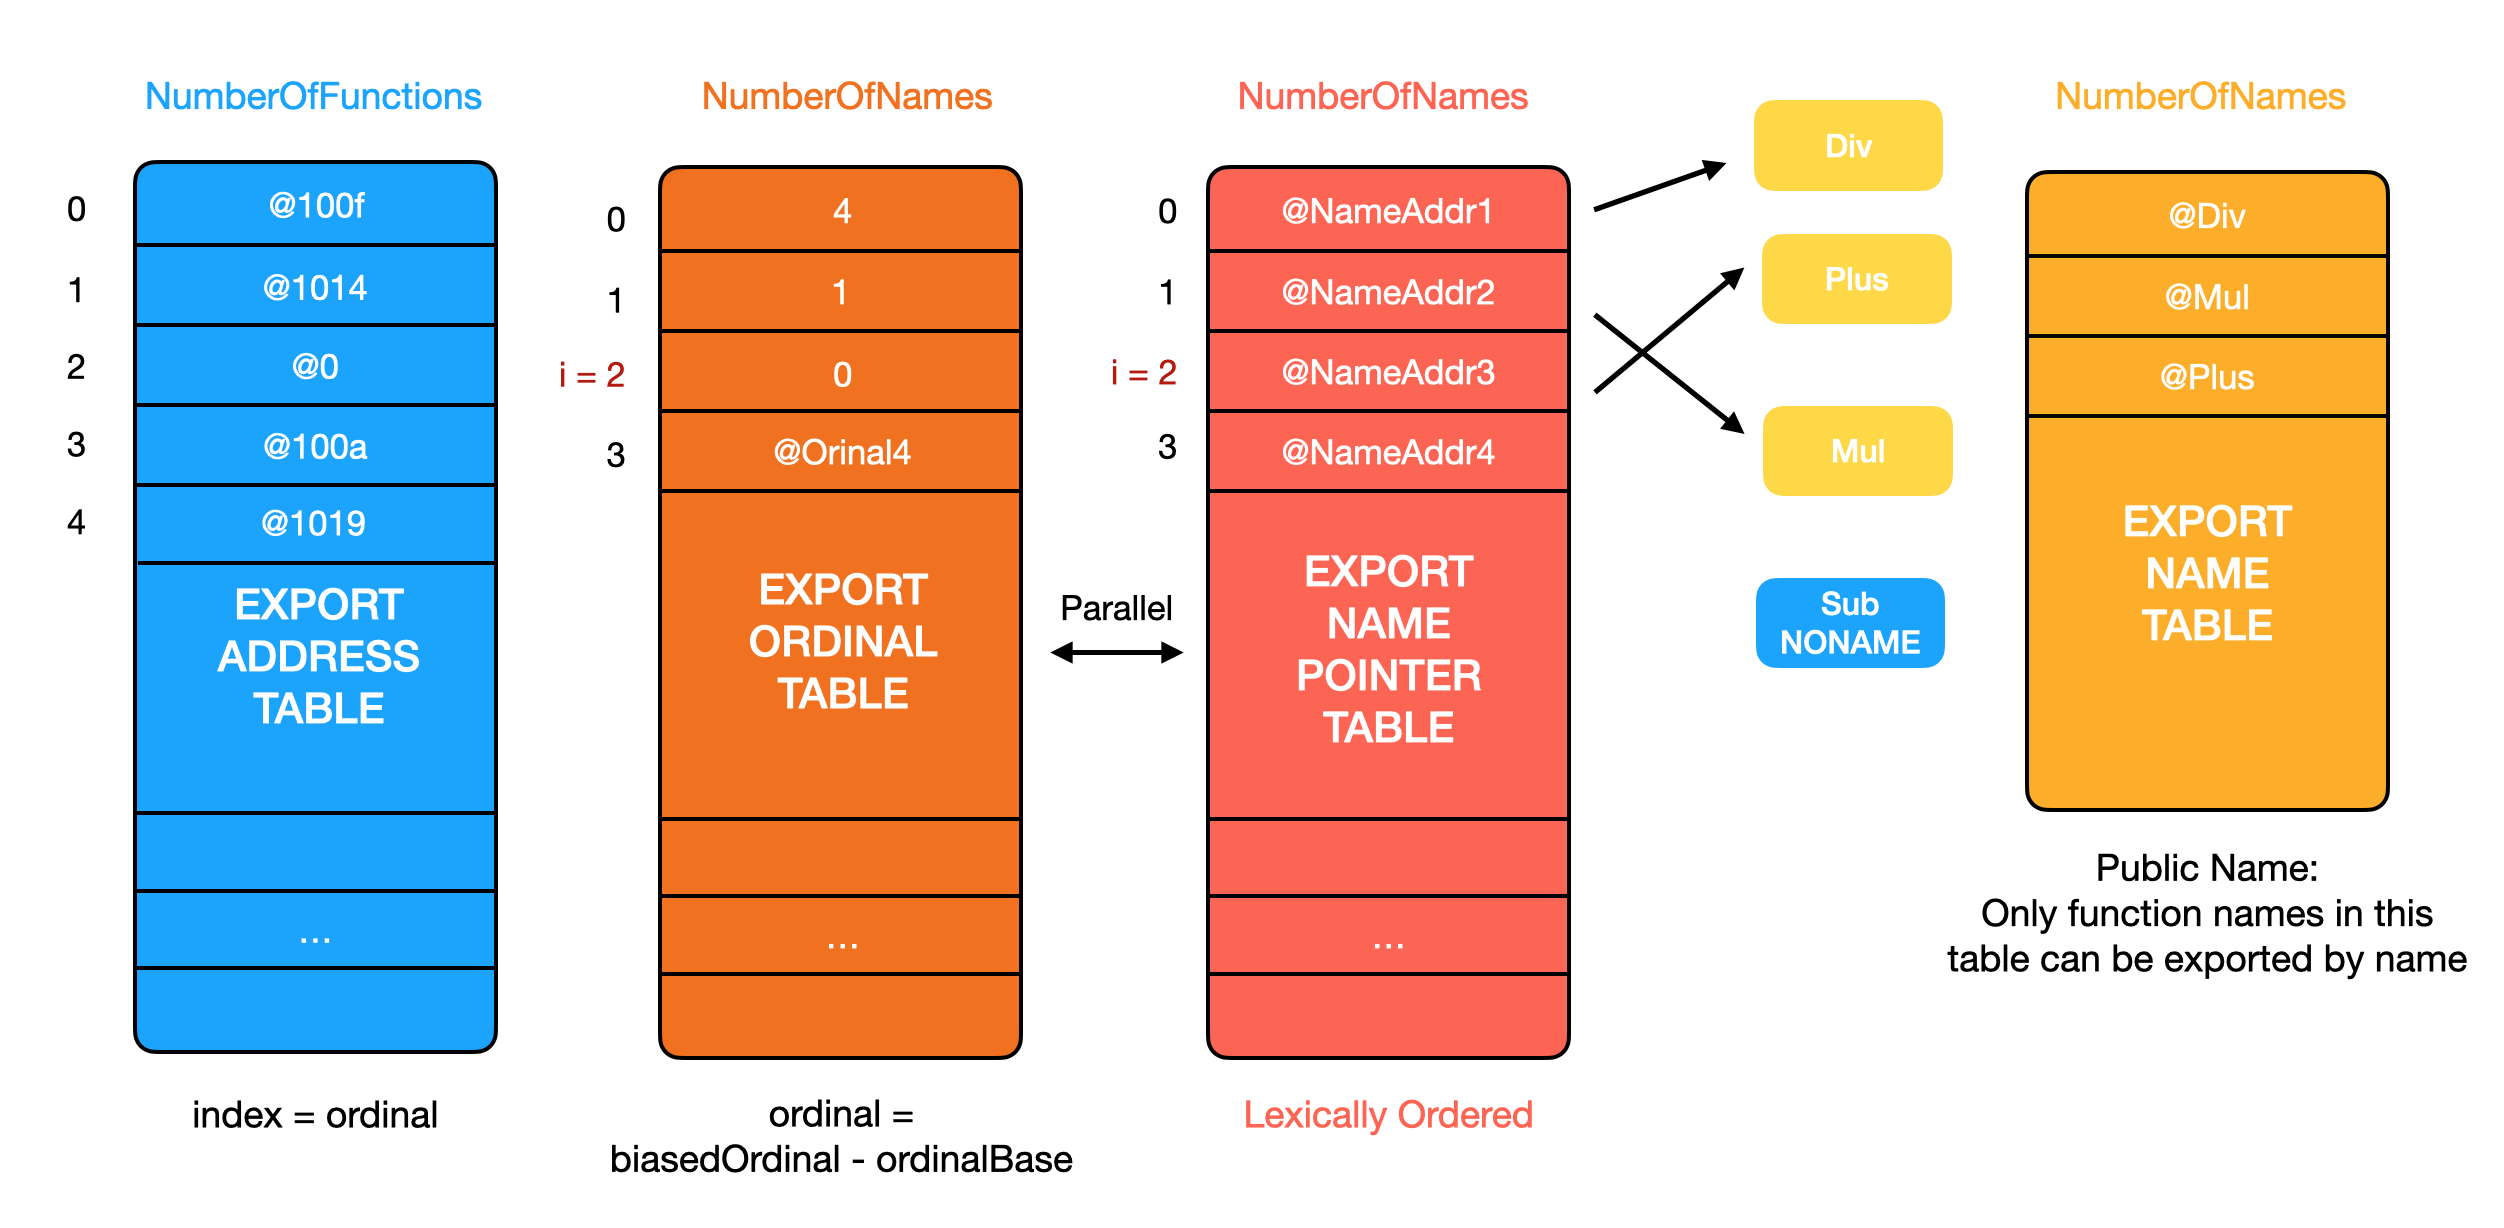 NumberOfFunctions
0
@100f
1
@1014
2
@0
3
@100a
4
@1019
EXPORT
ADDRESS
TABLE
...
index = ordinal
NumberOfNames
0
4
1
1
i = 2
0
3
@Orinal4
EXPORT
ORDINAL
TABLE
...
ordinal =
biasedOrdinal - ordinalBase
Parallel
NumberOfNames
0
@NameAddr1
1
@NameAddr2
i = 2
@NameAddr3
3
@NameAddr4
EXPORT
NAME
POINTER
TABLE
...
Lexically Ordered
Div
Plus
Mul
Sub
NONAME
NumberOfNames
@Div
@Mul
@Plus
EXPORT
NAME
TABLE
Public Name:
Only function names in this
table can be exported by name